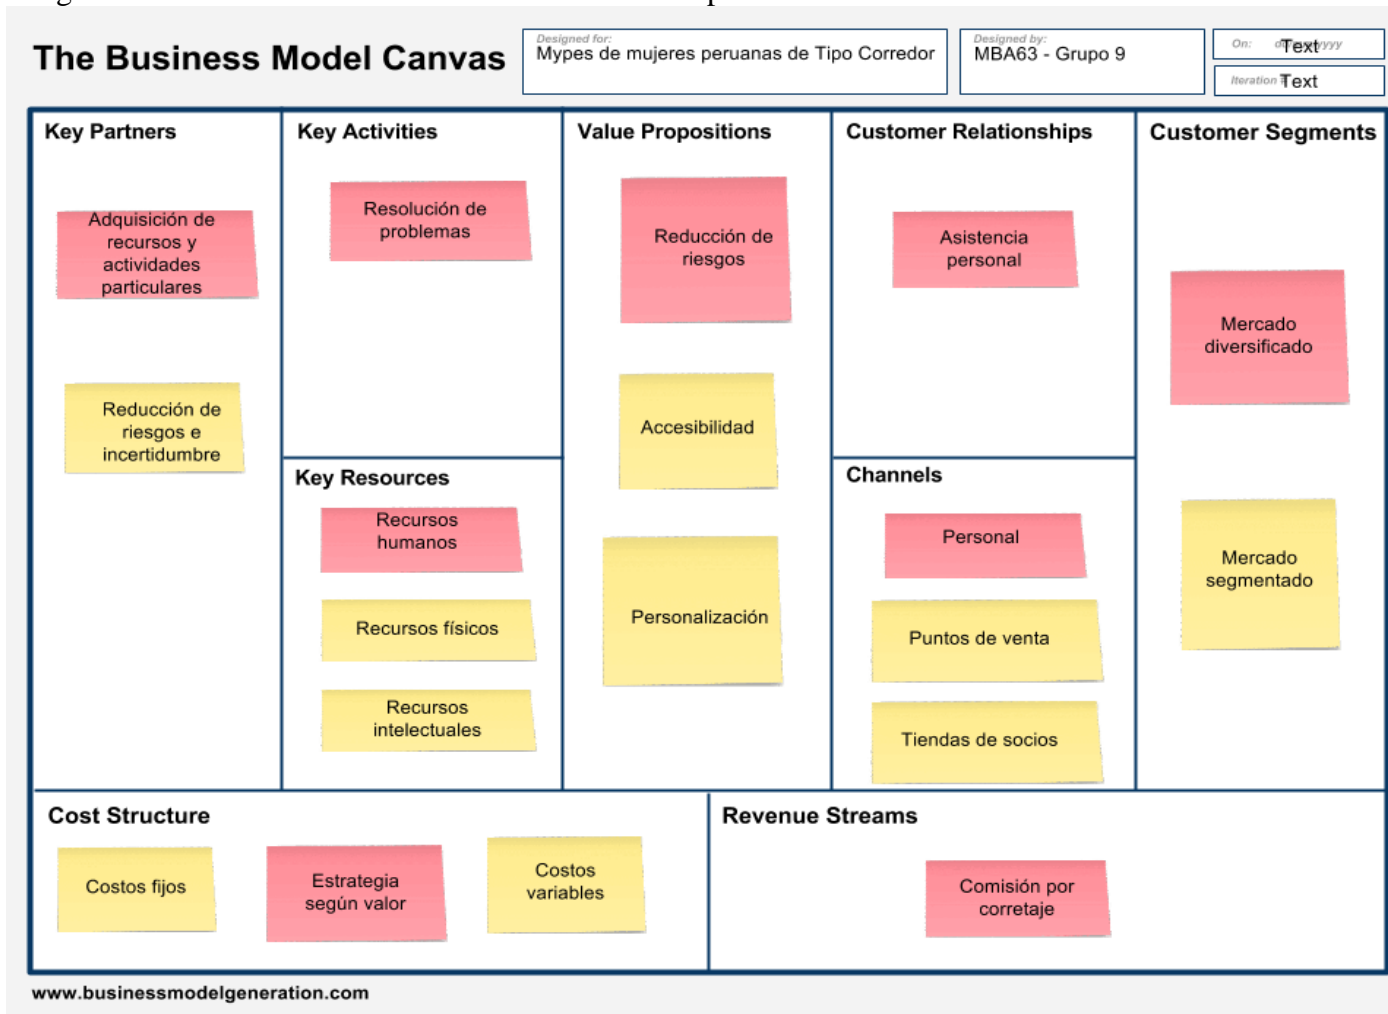 The Business Model Canvas
Designed for:
Mypes de mujeres peruanas de Tipo Corredor
Designed by:
MBA63 - Grupo 9
On:
Text
Iteration
Text
Key Partners
Adquisición de
recursos y
actividades
particulares
Reducción de
riesgos e
incertidumbre
Key Activities
Resolución de
problemas
Key Resources
Recursos
humanos
Recursos físicos
Recursos
intelectuales
Value Propositions
Reducción de
riesgos
Accesibilidad
Personalización
Customer Relationships
Asistencia
personal
Channels
Personal
Puntos de venta
Tiendas de socios
Customer Segments
Mercado
diversificado
Mercado
segmentado
Cost Structure
Costos fijos
Estrategia
según valor
Costos
variables
Revenue Streams
Comisión por
corretaje
www.businessmodelgeneration.com